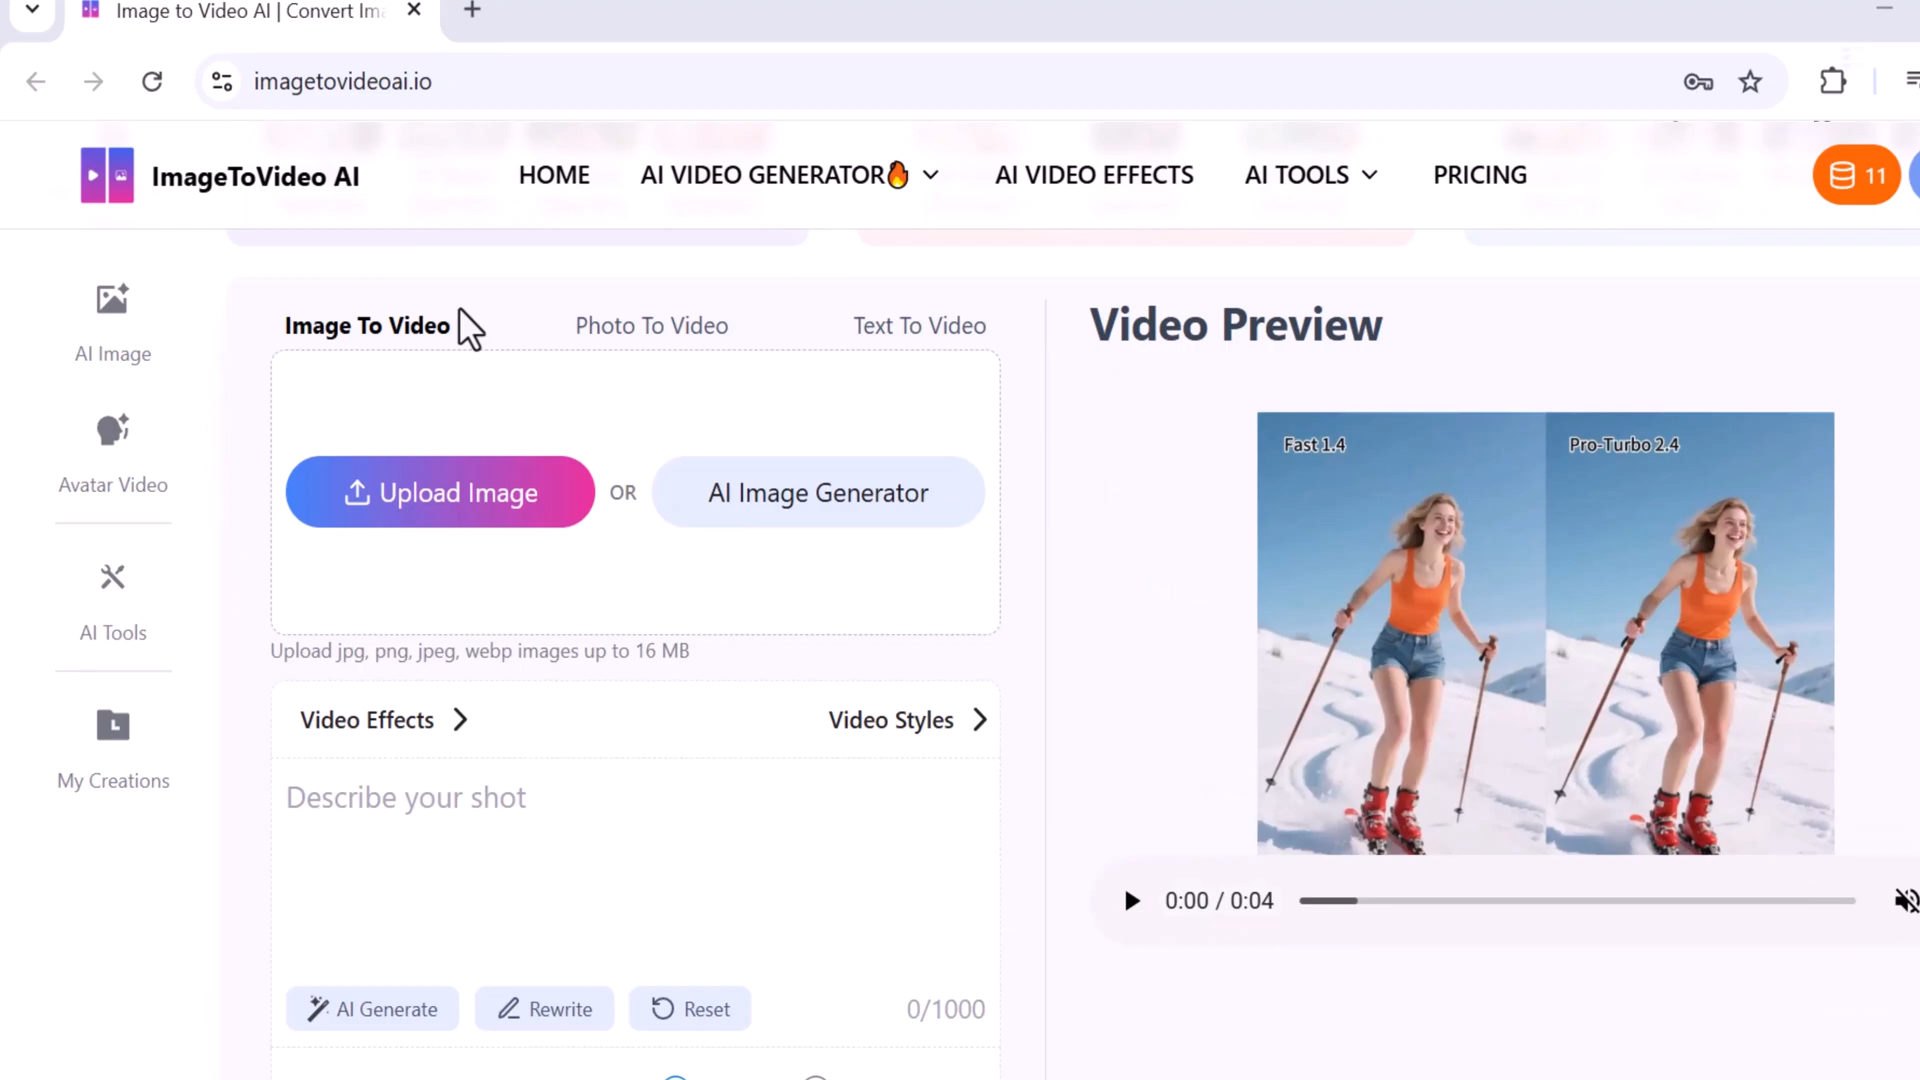 Image to Video AI | Convert Im
imagetovideoai.io
ImageToVideo AI
HOME
AI VIDEO GENERATOR🔥
AI VIDEO EFFECTS
AI TOOLS
PRICING
11
AI Image
Avatar Video
AI Tools
My Creations
Image To Video
Photo To Video
Text To Video
Upload Image
OR
AI Image Generator
Upload jpg, png, jpeg, webp images up to 16 MB
Video Effects
Video Styles
Describe your shot
AI Generate
Rewrite
Reset
0/1000
Video Preview
Fast 1.4
Pro-Turbo 2.4
0:00 / 0:04